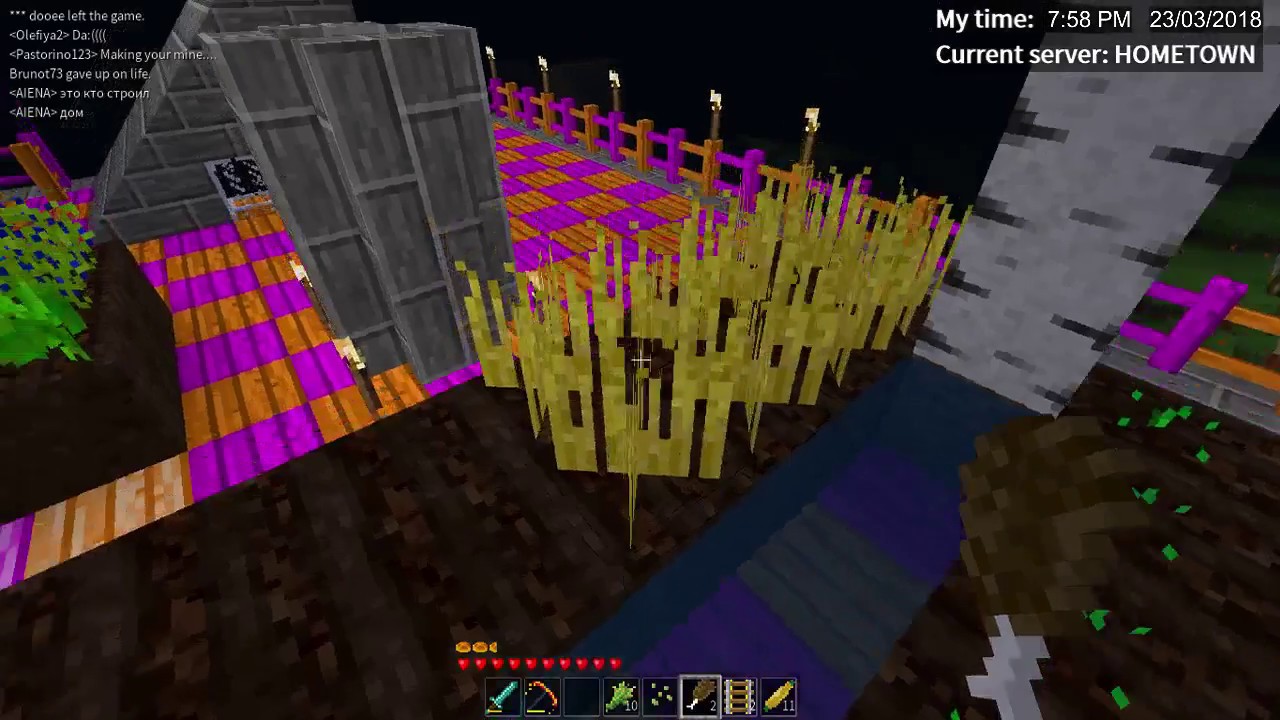 *** dooee left the game.
<Olefiya2> Da:((((
<Pastorino123> Making your mine....
Brunot73 gave up on life.
<AIENA> это кто строил
<AIENA> дом
My time: 7:58 PM 23/03/2018
Current server: HOMETOWN
10
2
2
11